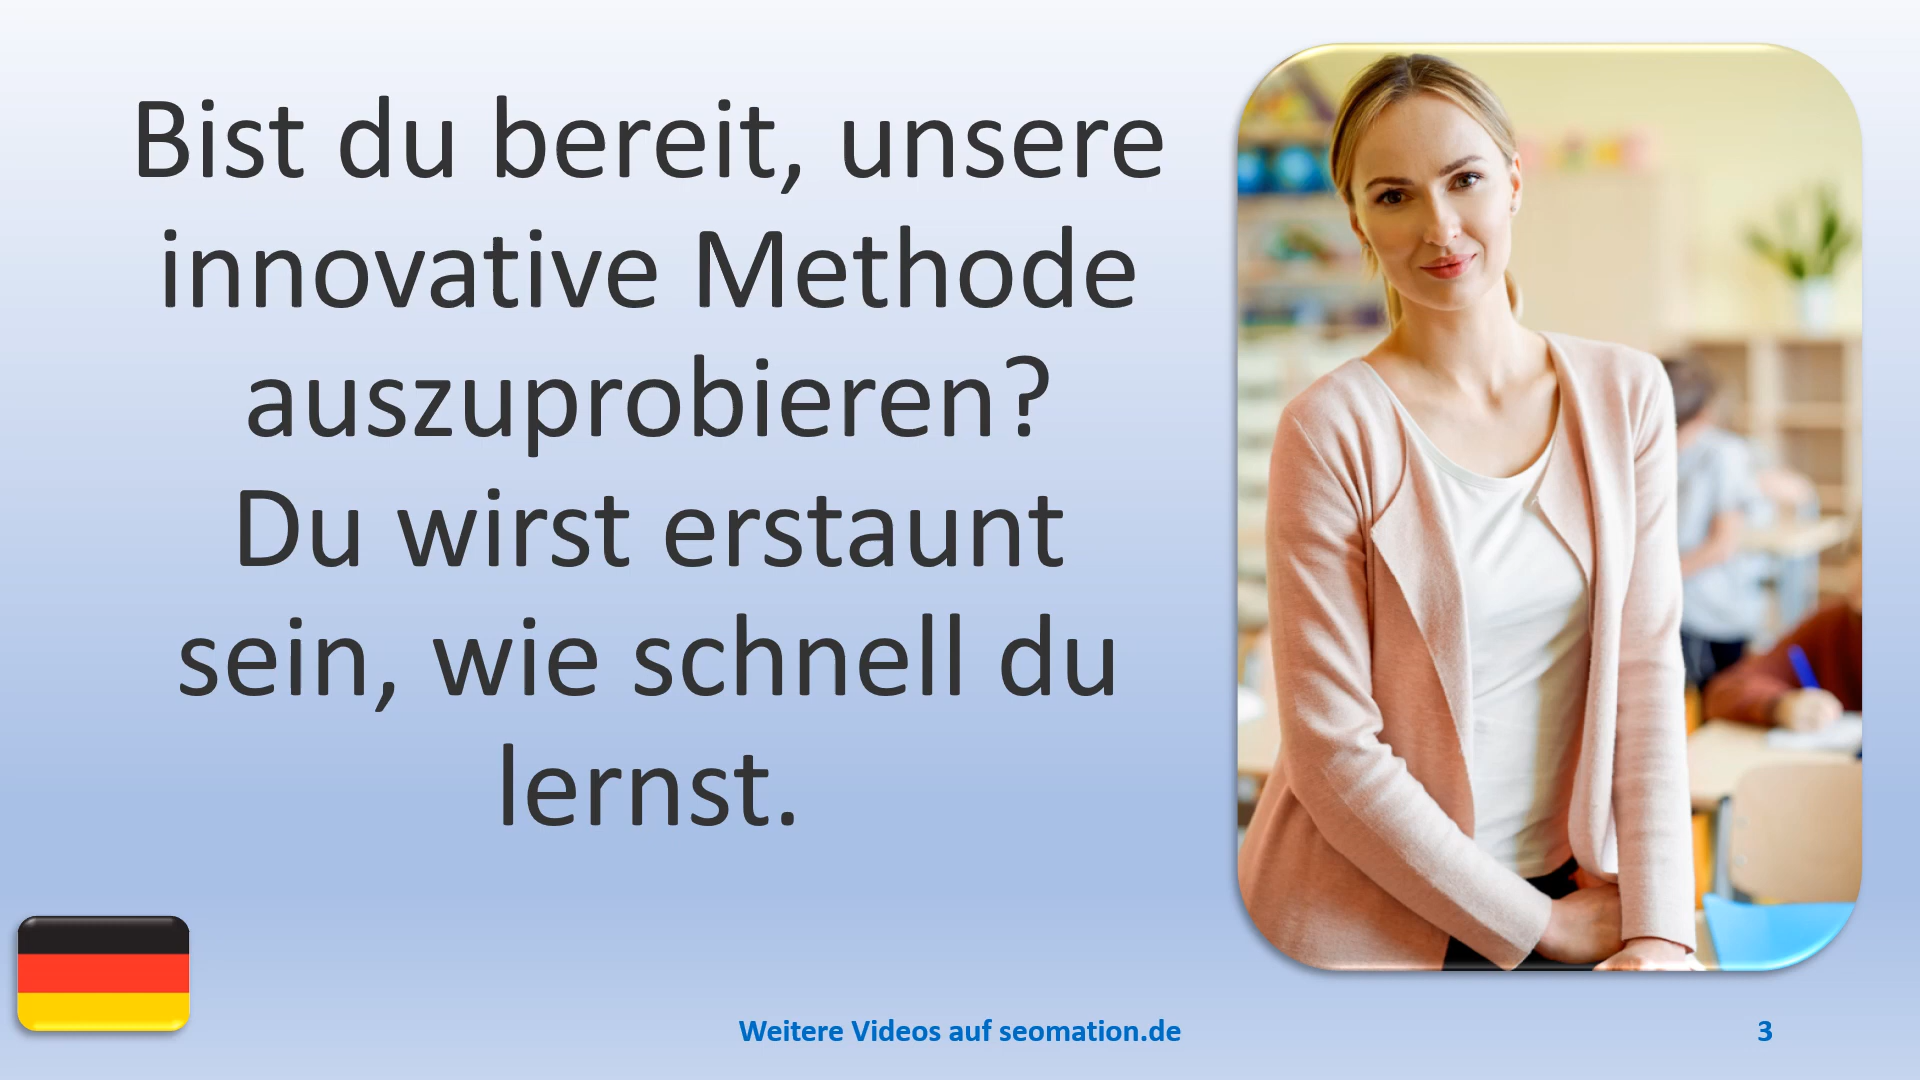 Bist du bereit, unsere
innovative Methode
auszuprobieren?
Du wirst erstaunt
sein, wie schnell du
lernst.
Weitere Videos auf seomation.de
3